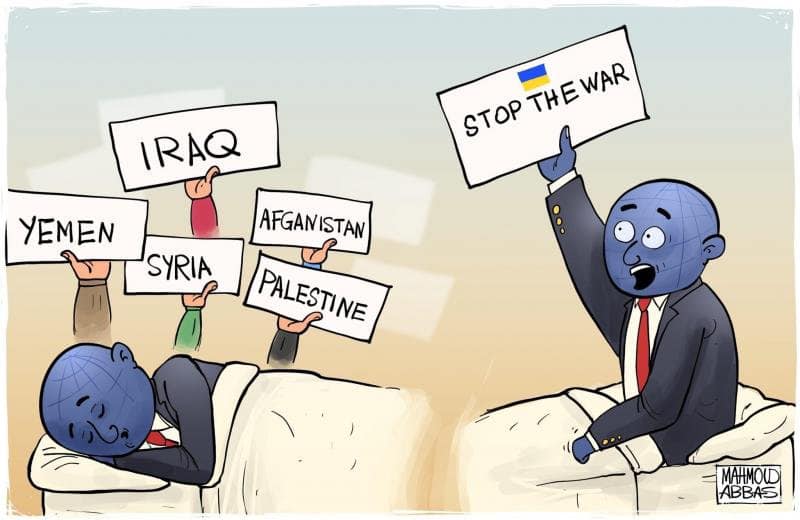 IRAQ
YEMEN
SYRIA
AFGANISTAN
PALESTINE
STOP THE WAR
MAHMOUD
ABBAS